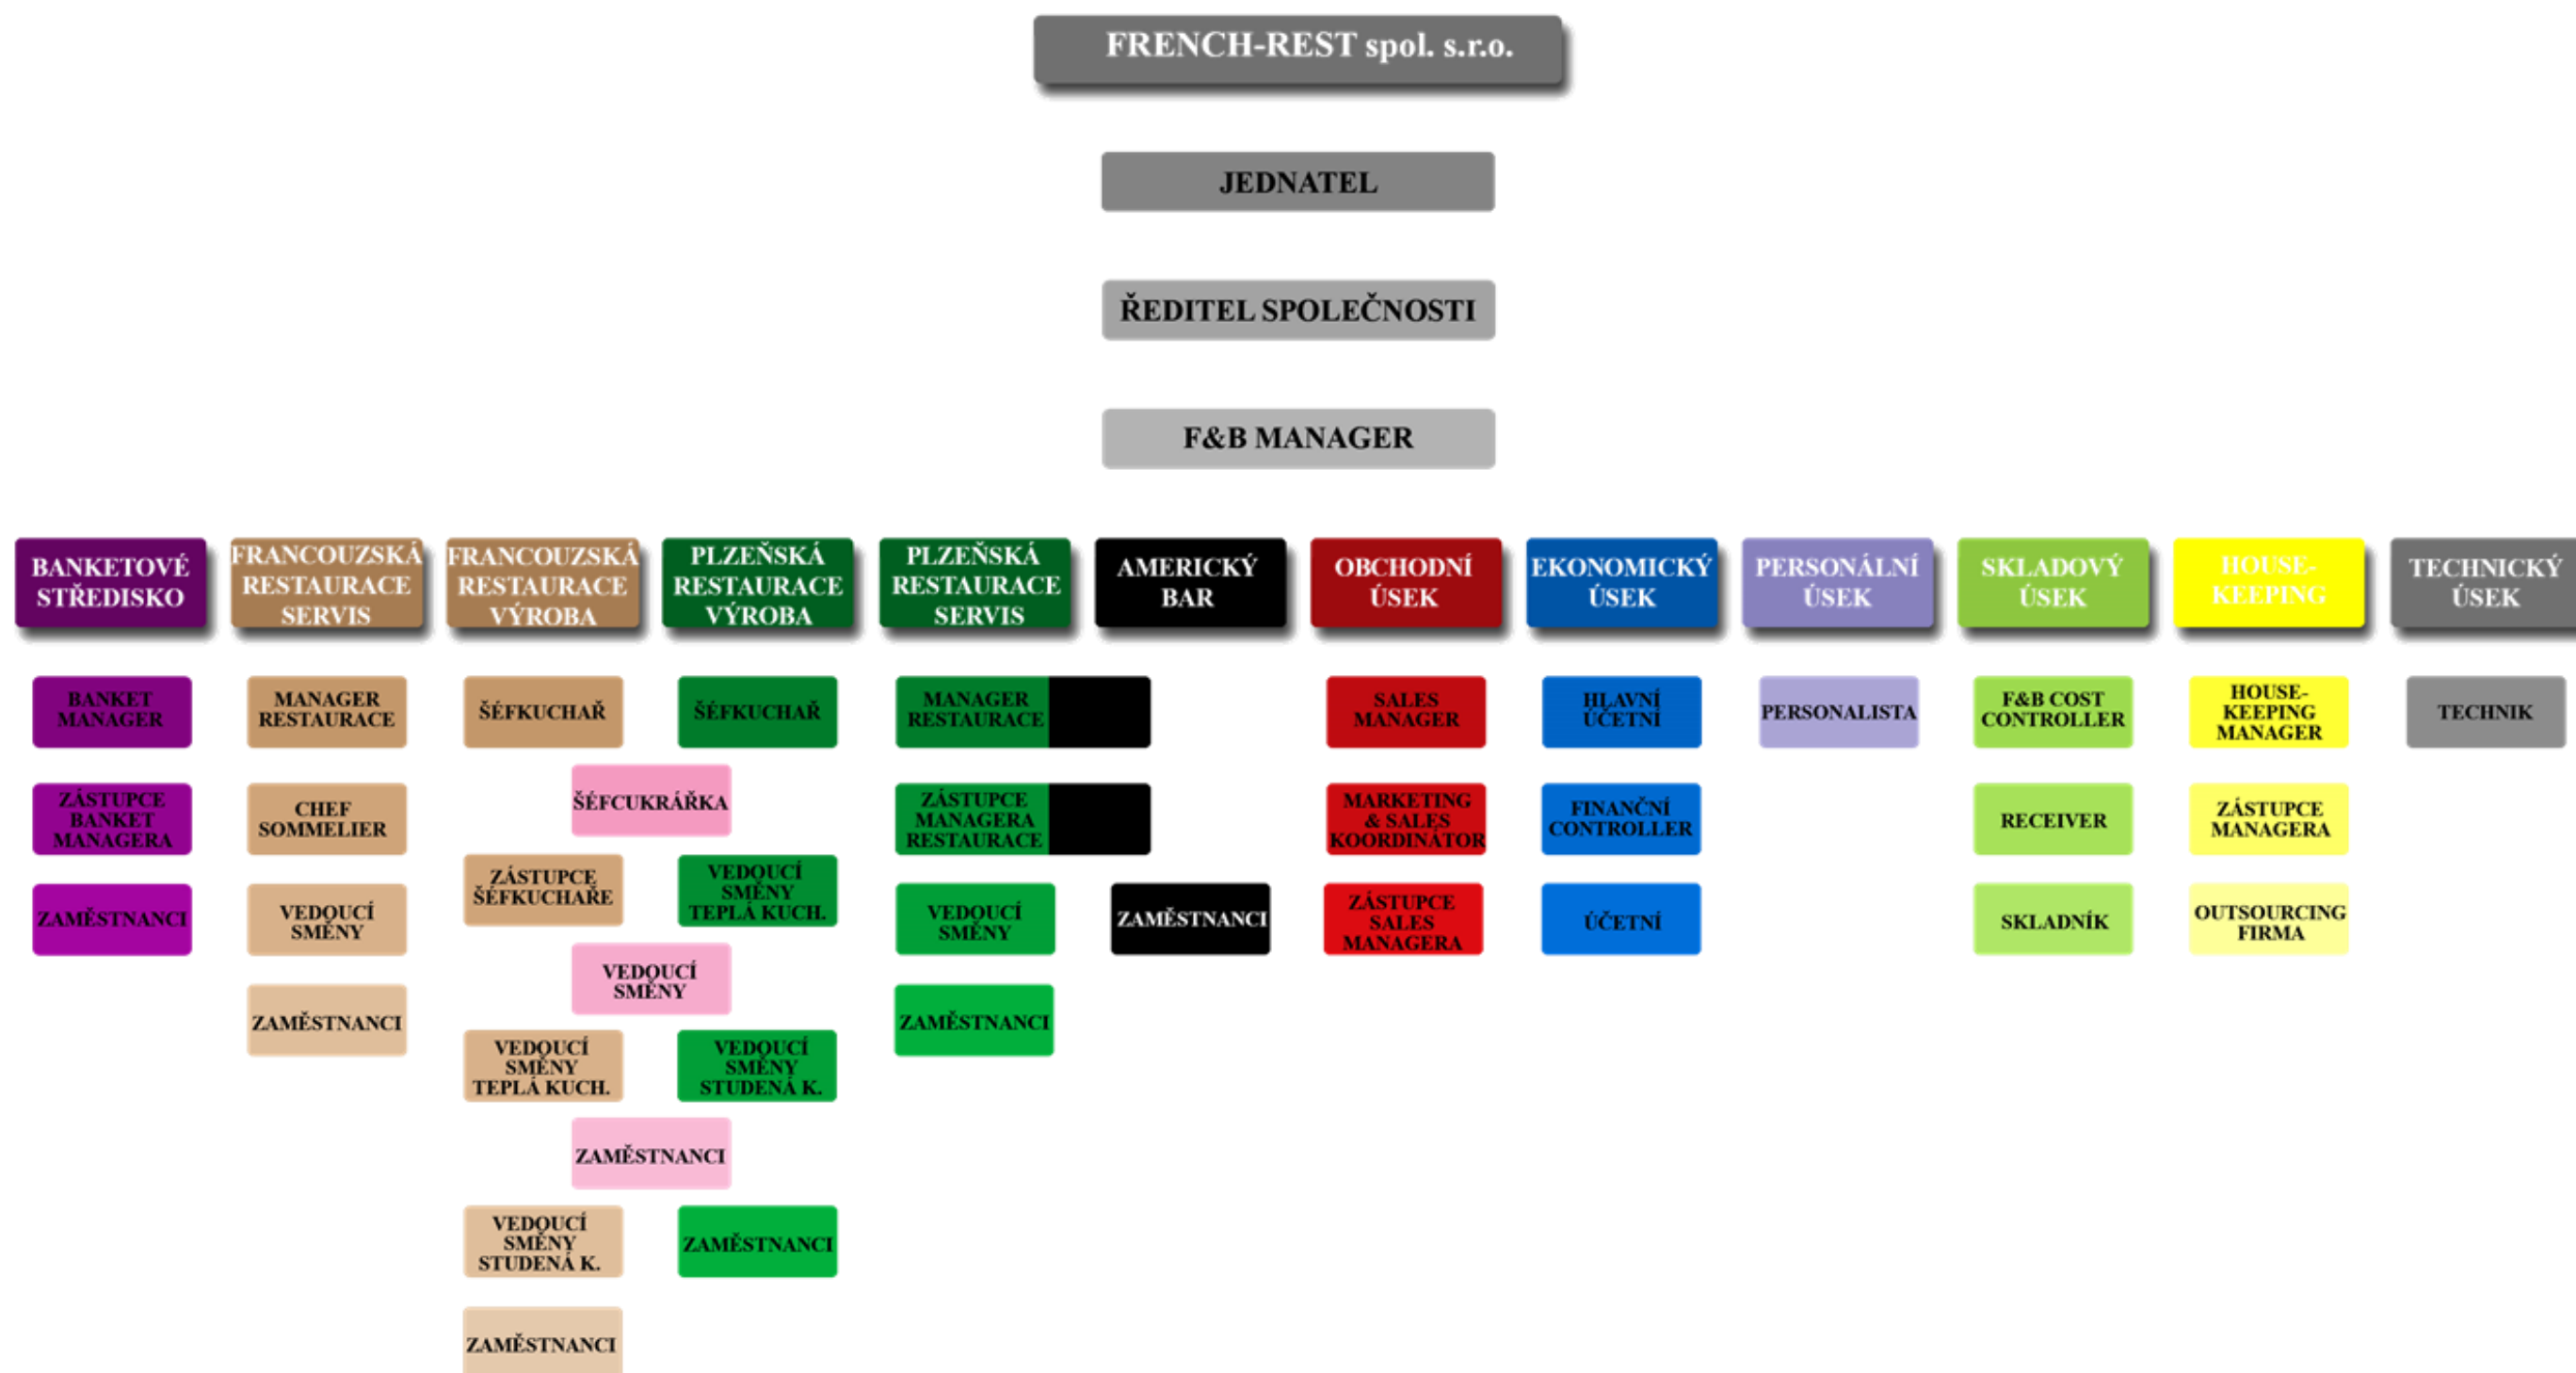 FRENCH-REST spol. s.r.o.
JEDNATEL
ŘEDITEL SPOLEČNOSTI
F&B MANAGER
BANKETOVÉ
STŘEDISKO
FRANCOUZSKÁ
RESTAURACE
SERVIS
FRANCOUZSKÁ
RESTAURACE
VÝROBA
PLZEŇSKÁ
RESTAURACE
VÝROBA
PLZEŇSKÁ
RESTAURACE
SERVIS
AMERICKÝ
BAR
OBCHODNÍ
ÚSEK
EKONOMICKÝ
ÚSEK
PERSONÁLNÍ
ÚSEK
SKLADOVÝ
ÚSEK
HOUSE-
KEEPING
TECHNICKÝ
ÚSEK
BANKET
MANAGER
MANAGER
RESTAURACE
ŠÉFKUCHAŘ
ŠÉFKUCHAŘ
MANAGER
RESTAURACE
SALES
MANAGER
HLAVNÍ
ÚČETNÍ
PERSONALISTA
F&B COST
CONTROLLER
HOUSE-
KEEPING
MANAGER
TECHNIK
ŠÉFCUKRÁŘKA
ZÁSTUPCE
BANKET
MANAGERA
CHEF
SOMMELIER
ZÁSTUPCE
MANAGERA
RESTAURACE
MARKETING
& SALES
KOORDINÁTOR
FINANČNÍ
CONTROLLER
RECEIVER
ZÁSTUPCE
MANAGERA
ZÁSTUPCE
ŠÉFKUCHAŘE
VEDOUCÍ
SMĚNY
TEPLÁ KUCH.
ZAMĚSTNANCI
VEDOUCÍ
SMĚNY
VEDOUCÍ
SMĚNY
ZAMĚSTNANCI
ZÁSTUPCE
SALES
MANAGERA
ÚČETNÍ
SKLADNÍK
OUTSOURCING
FIRMA
VEDOUCÍ
SMĚNY
ZAMĚSTNANCI
ZAMĚSTNANCI
VEDOUCÍ
SMĚNY
TEPLÁ KUCH.
VEDOUCÍ
SMĚNY
STUDENÁ K.
ZAMĚSTNANCI
VEDOUCÍ
SMĚNY
STUDENÁ K.
ZAMĚSTNANCI
ZAMĚSTNANCI